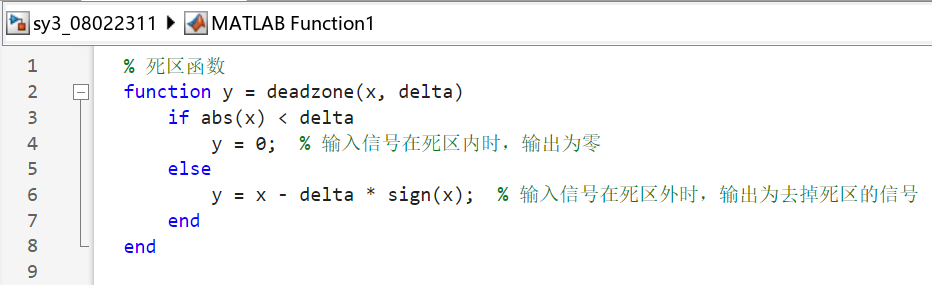 sy3_08022311 MATLAB Function1
1 % 死区函数
2 function y = deadzone(x, delta)
3 if abs(x) < delta
4 y = 0; % 输入信号在死区内时，输出为零
5 else
6 y = x - delta * sign(x); % 输入信号在死区外时，输出为去掉死区的信号
7 end
8 end
9